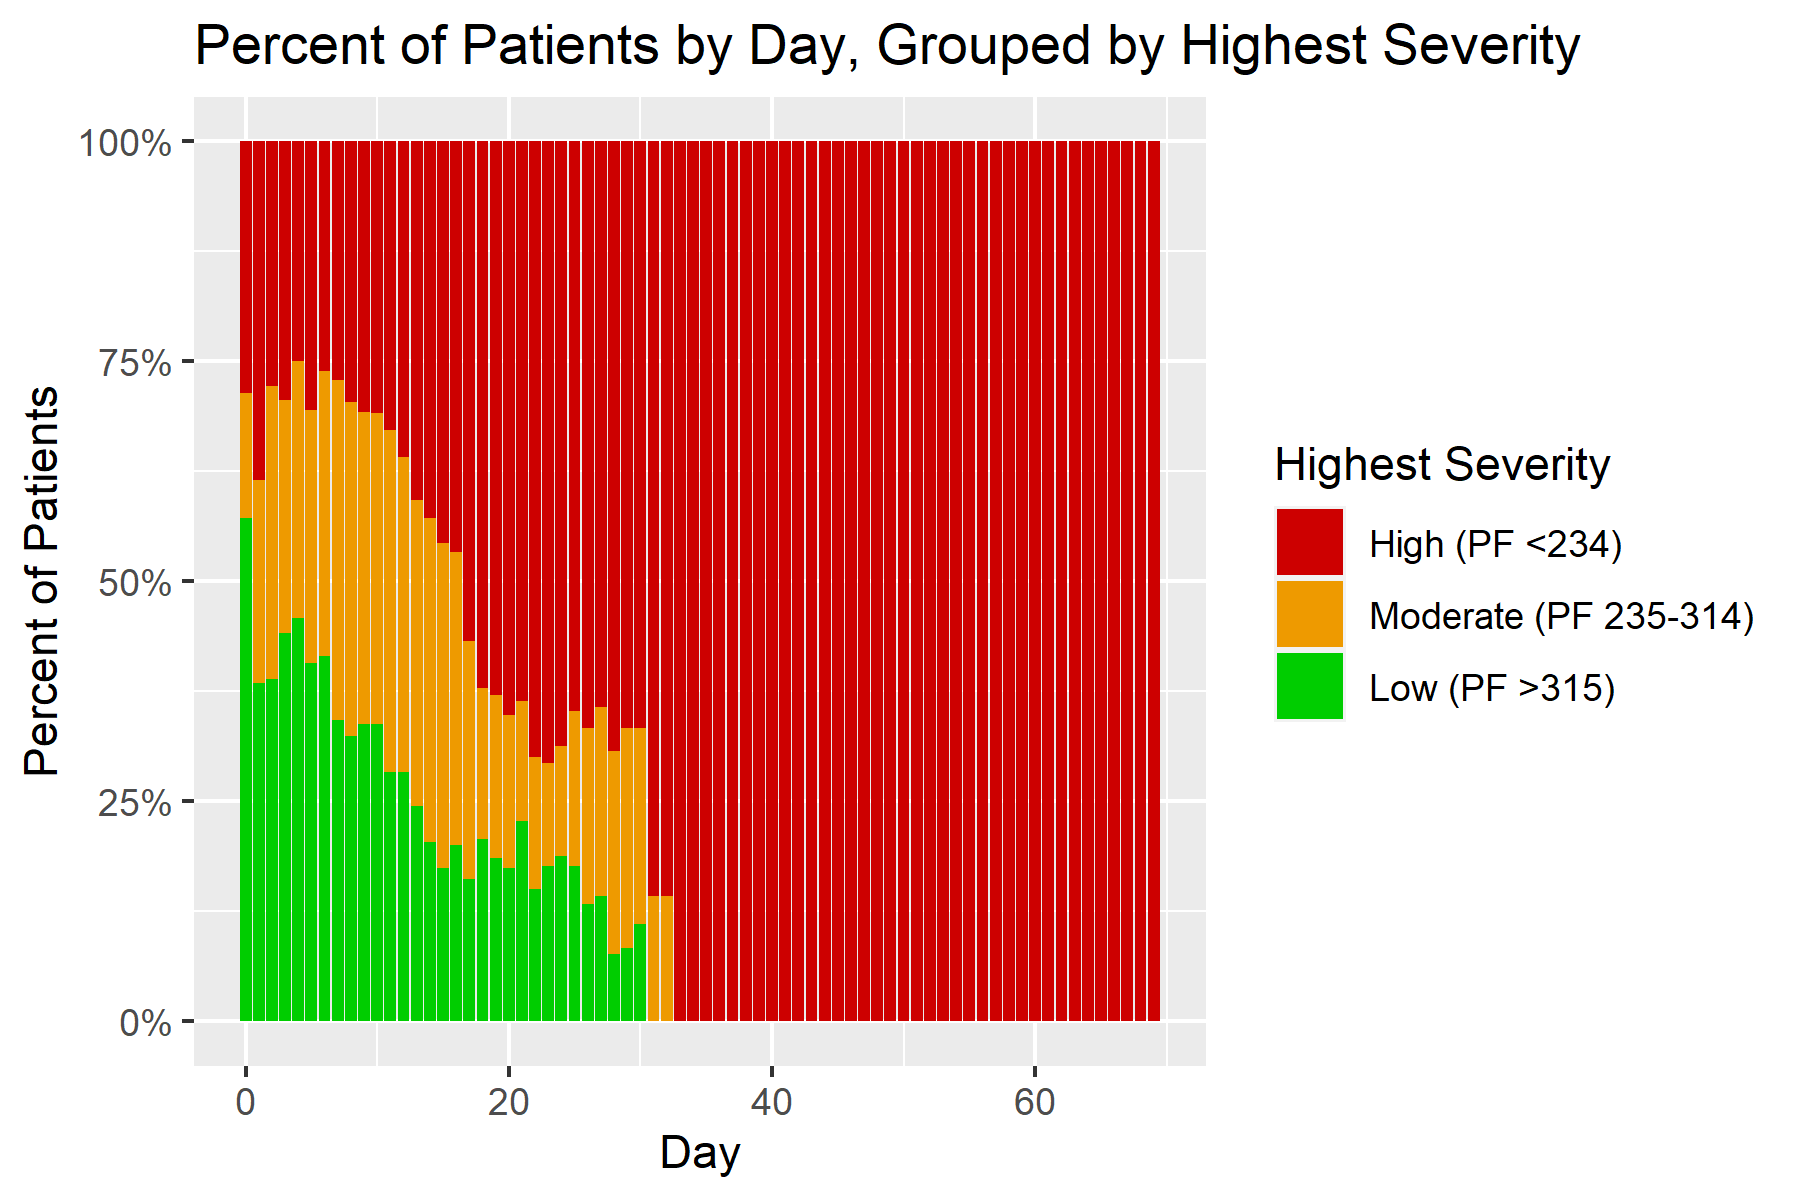 Percent of Patients by Day, Grouped by Highest Severity
100%
75%
50%
25%
0%
Percent of Patients
0 20 40 60
Day
Highest Severity
High (PF <234)
Moderate (PF 235-314)
Low (PF >315)